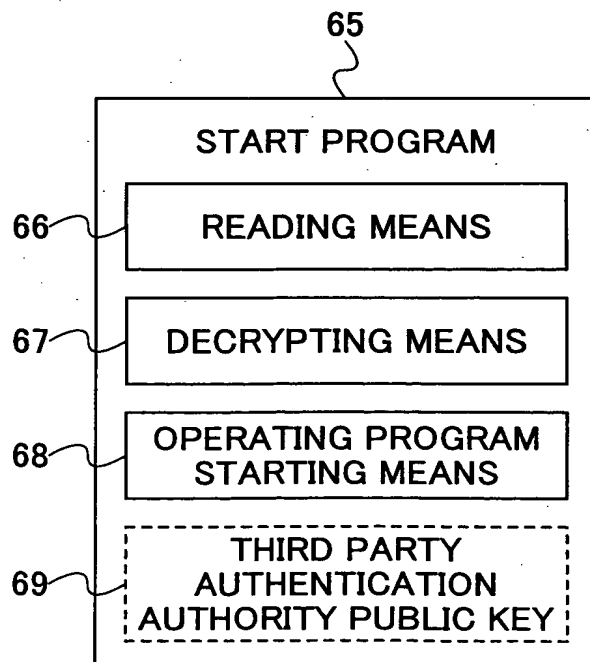 65
START PROGRAM
66 READING MEANS
67 DECRYPTING MEANS
68 OPERATING PROGRAM
STARTING MEANS
69 THIRD PARTY
AUTHENTICATION
AUTHORITY PUBLIC KEY